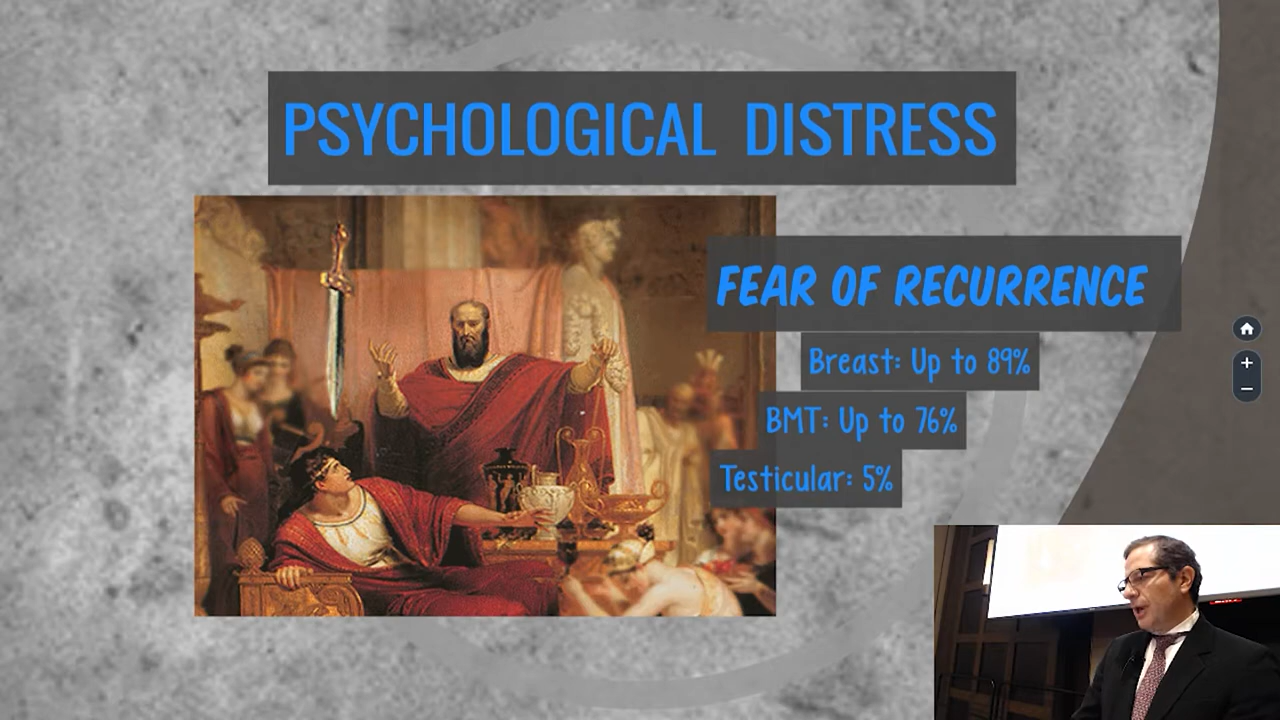 PSYCHOLOGICAL DISTRESS
FEAR OF RECURRENCE
Breast: Up to 89%
BMT: Up to 76%
Testicular: 5%